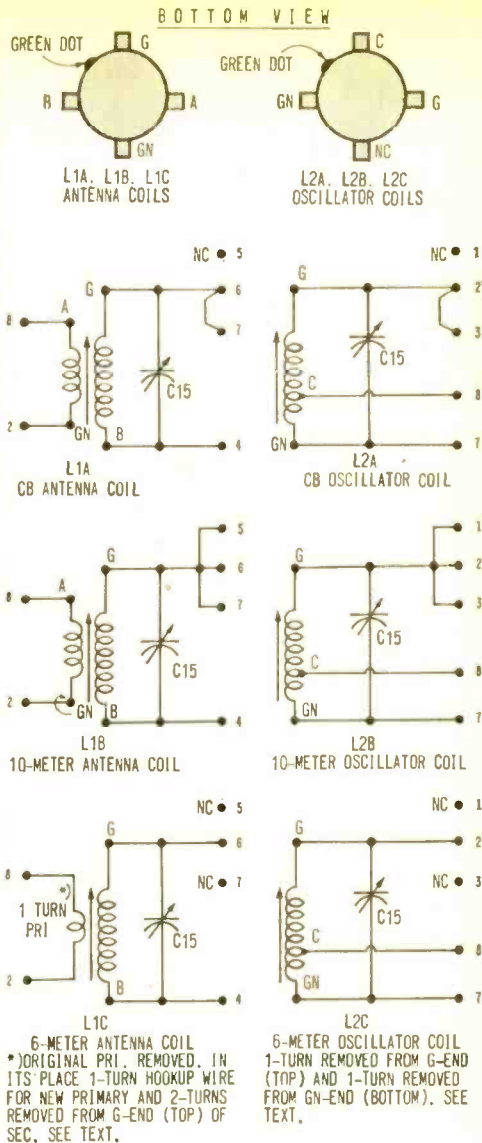 BOTTOM VIEW
GREEN DOT
G
B
A
GN
L1A, L1B, L1C
ANTENNA COILS
GREEN DOT
C
GN
G
NC
L2A, L2B, L2C
OSCILLATOR COILS
NC 5
G
6
8
A
7
C15
2
GN
B
4
L1A
CB ANTENNA COIL
NC 1
G
2
3
C15
C
8
GN
7
L2A
CB OSCILLATOR COIL
5
G
6
8
A
7
C15
2
GN
B
4
L1B
10-METER ANTENNA COIL
1
G
2
3
C15
C
8
GN
7
L2B
10-METER OSCILLATOR COIL
NC 5
G
6
8
*)
NC 7
1 TURN
PRI
C15
2
B
4
L1C
6-METER ANTENNA COIL
*)ORIGINAL PRI. REMOVED. IN
ITS PLACE 1-TURN HOOKUP WIRE
FOR NEW PRIMARY AND 2-TURNS
REMOVED FROM G-END (TOP) OF
SEC. SEE TEXT.
NC 1
G
2
NC 3
C15
C
8
GN
7
L2C
6-METER OSCILLATOR COIL
1-TURN REMOVED FROM G-END
(TOP) AND 1-TURN REMOVED
FROM GN-END (BOTTOM). SEE
TEXT.